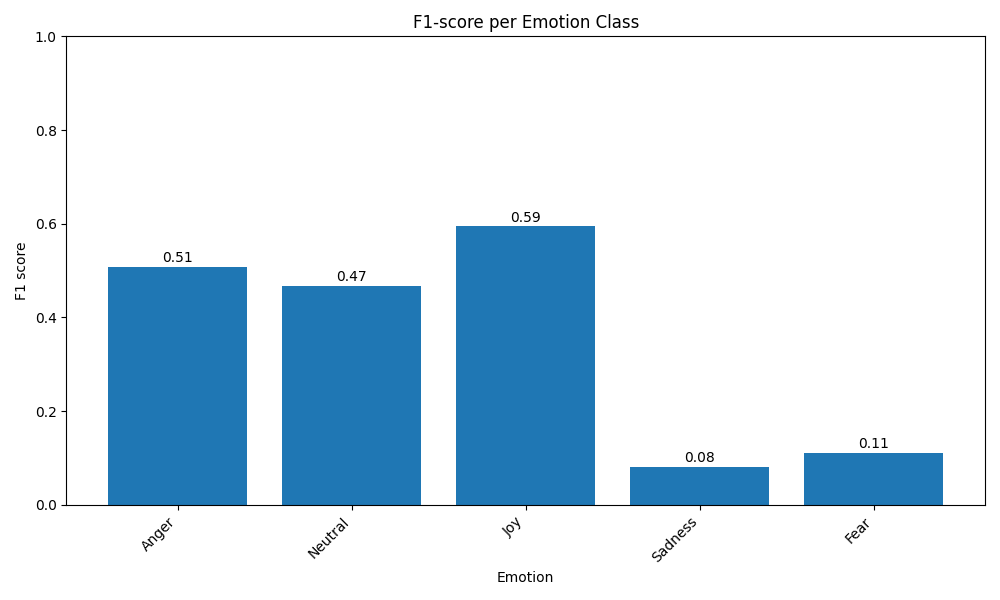 F1-score per Emotion Class
1.0
0.8
0.6
0.4
0.2
0.0
F1 score
0.51
0.47
0.59
0.08
0.11
Anger
Neutral
Joy
Sadness
Fear
Emotion